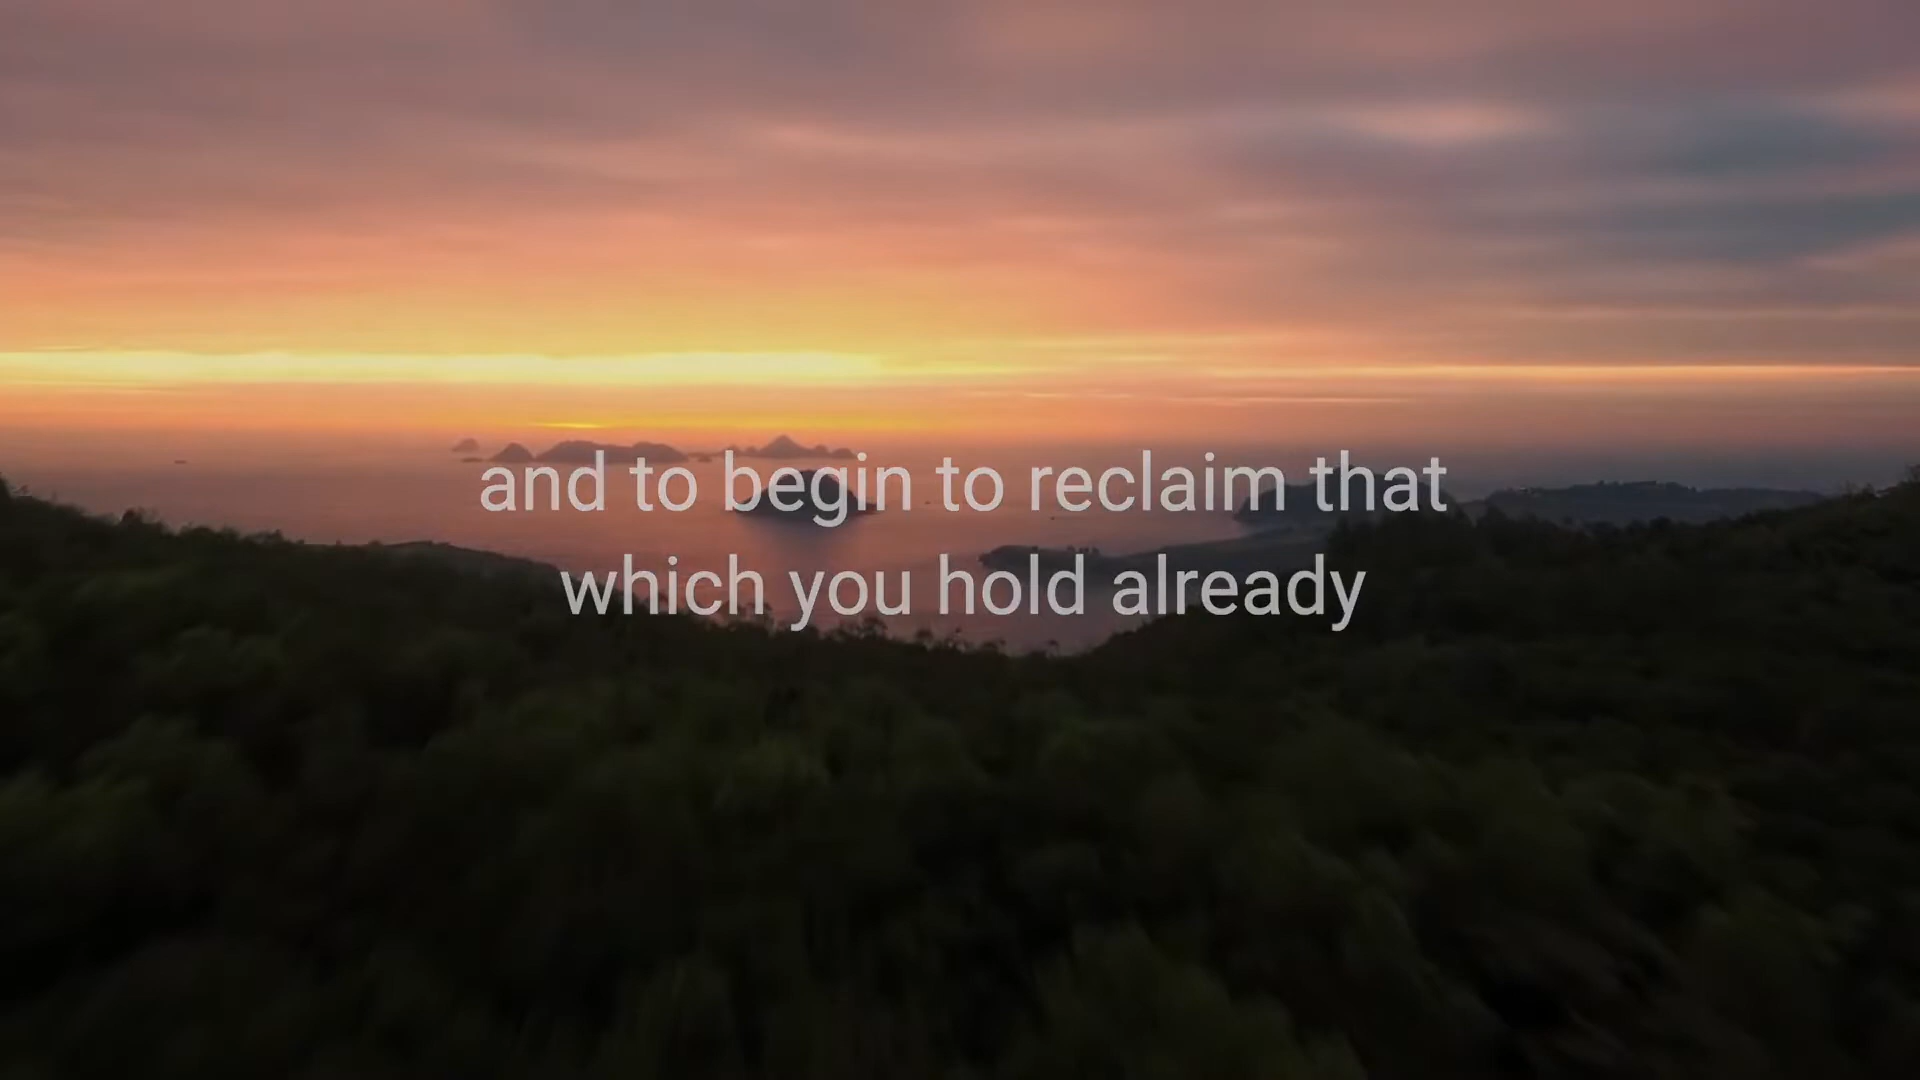 and to begin to reclaim that
which you hold already